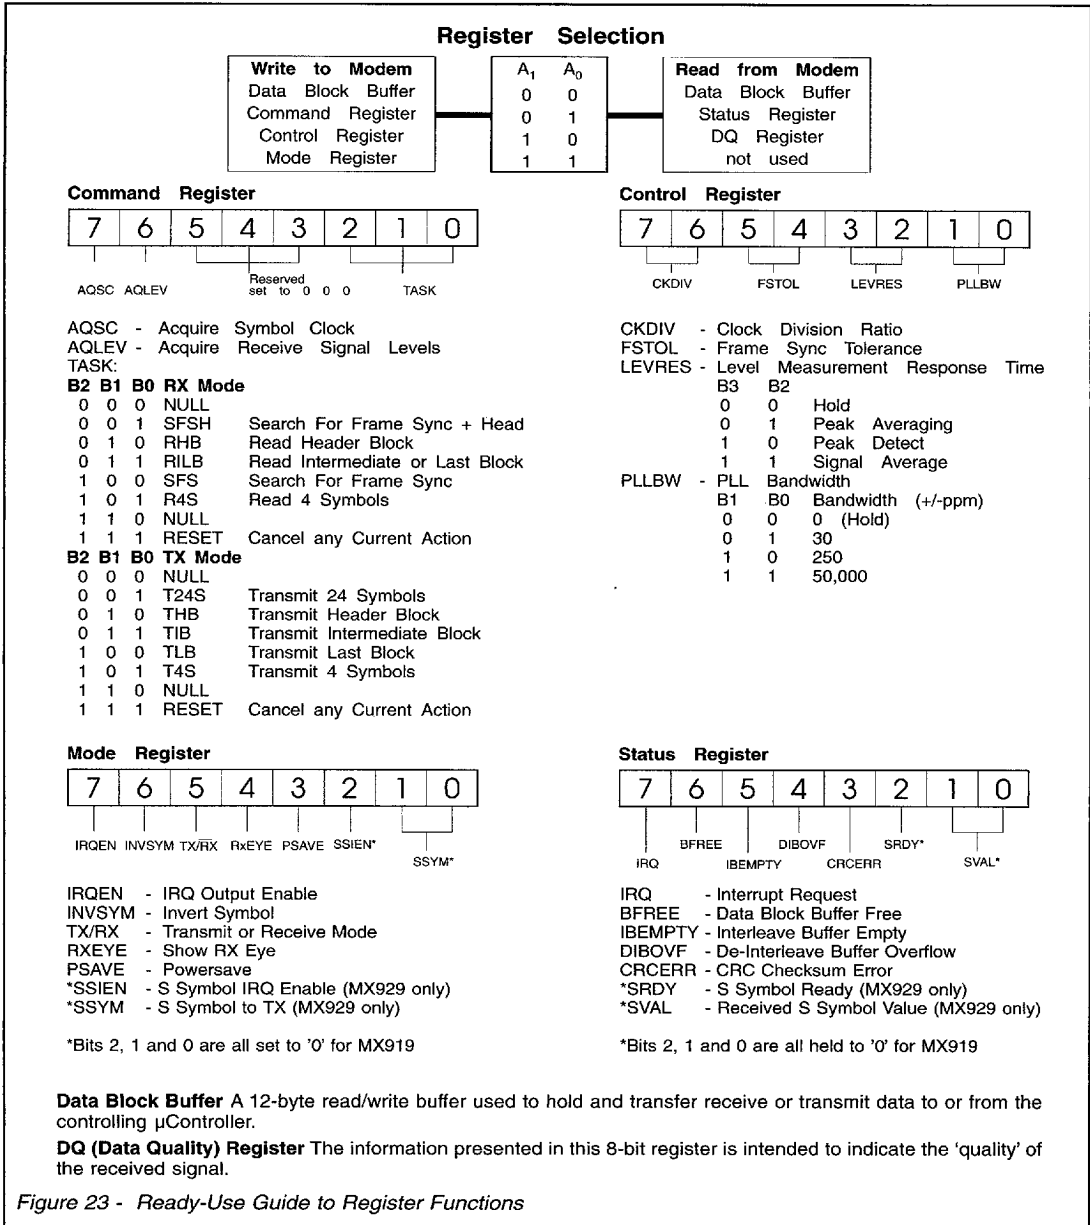 Register Selection
Write to Modem
Data Block Buffer
Command Register
Control Register
Mode Register
A1 A0
0 0
0 1
1 0
1 1
Read from Modem
Data Block Buffer
Status Register
DQ Register
not used
Command Register
7 6 5 4 3 2 1 0
AQSC AQLEV Reserved set to 0 0 0 TASK
AQSC - Acquire Symbol Clock
AQLEV - Acquire Receive Signal Levels
TASK:
B2 B1 B0 RX Mode
0 0 0 NULL
0 0 1 SFSH Search For Frame Sync + Head
0 1 0 RHB Read Header Block
0 1 1 RILB Read Intermediate or Last Block
1 0 0 SFS Search For Frame Sync
1 0 1 R4S Read 4 Symbols
1 1 0 NULL
1 1 1 RESET Cancel any Current Action
B2 B1 B0 TX Mode
0 0 0 NULL
0 0 1 T24S Transmit 24 Symbols
0 1 0 THB Transmit Header Block
0 1 1 TIB Transmit Intermediate Block
1 0 0 TLB Transmit Last Block
1 0 1 T4S Transmit 4 Symbols
1 1 0 NULL
1 1 1 RESET Cancel any Current Action
Control Register
7 6 5 4 3 2 1 0
CKDIV FSTOL LEVRES PLLBW
CKDIV - Clock Division Ratio
FSTOL - Frame Sync Tolerance
LEVRES - Level Measurement Response Time
B3 B2
0 0 Hold
0 1 Peak Averaging
1 0 Peak Detect
1 1 Signal Average
PLLBW - PLL Bandwidth
B1 B0 Bandwidth (+/-ppm)
0 0 0 (Hold)
0 1 30
1 0 250
1 1 50,000
Mode Register
7 6 5 4 3 2 1 0
IRQEN INVSYM TX/RX RxEYE PSAVE SSIEN* SSYM*
IRQEN - IRQ Output Enable
INVSYM - Invert Symbol
TX/RX - Transmit or Receive Mode
RXEYE - Show RX Eye
PSAVE - Powersave
*SSIEN - S Symbol IRQ Enable (MX929 only)
*SSYM - S Symbol to TX (MX929 only)
*Bits 2, 1 and 0 are all set to '0' for MX919
Status Register
7 6 5 4 3 2 1 0
IRQ BFREE IBEMPTY DIBOVF CRCERR SRDY* SVAL*
IRQ - Interrupt Request
BFREE - Data Block Buffer Free
IBEMPTY - Interleave Buffer Empty
DIBOVF - De-Interleave Buffer Overflow
CRCERR - CRC Checksum Error
*SRDY - S Symbol Ready (MX929 only)
*SVAL - Received S Symbol Value (MX929 only)
*Bits 2, 1 and 0 are all held to '0' for MX919
Data Block Buffer A 12-byte read/write buffer used to hold and transfer receive or transmit data to or from the
controlling µController.
DQ (Data Quality) Register The information presented in this 8-bit register is intended to indicate the 'quality' of
the received signal.
Figure 23 - Ready-Use Guide to Register Functions